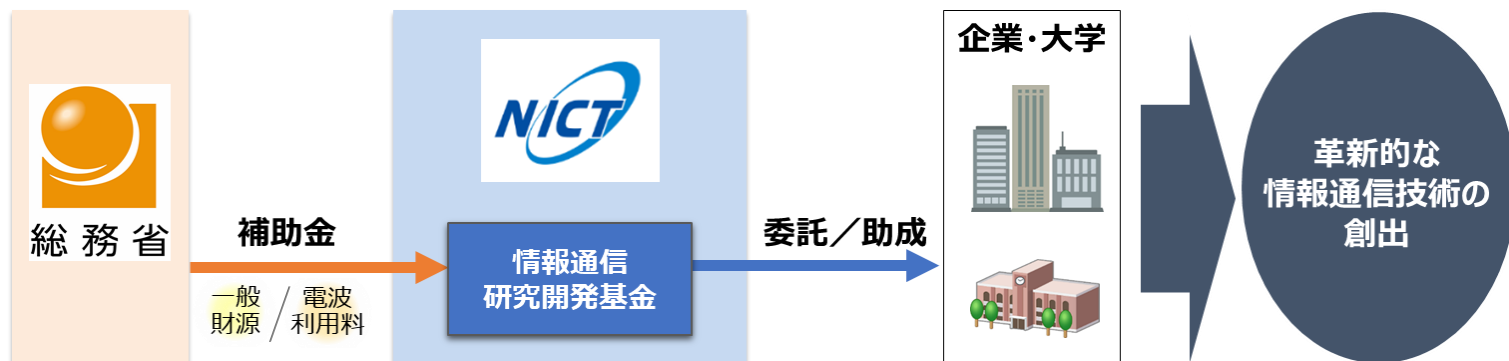 総務省
補助金
一般
財源
/
電波
利用料
NICT
情報通信
研究開発基金
委託／助成
企業・大学
革新的な
情報通信技術の
創出